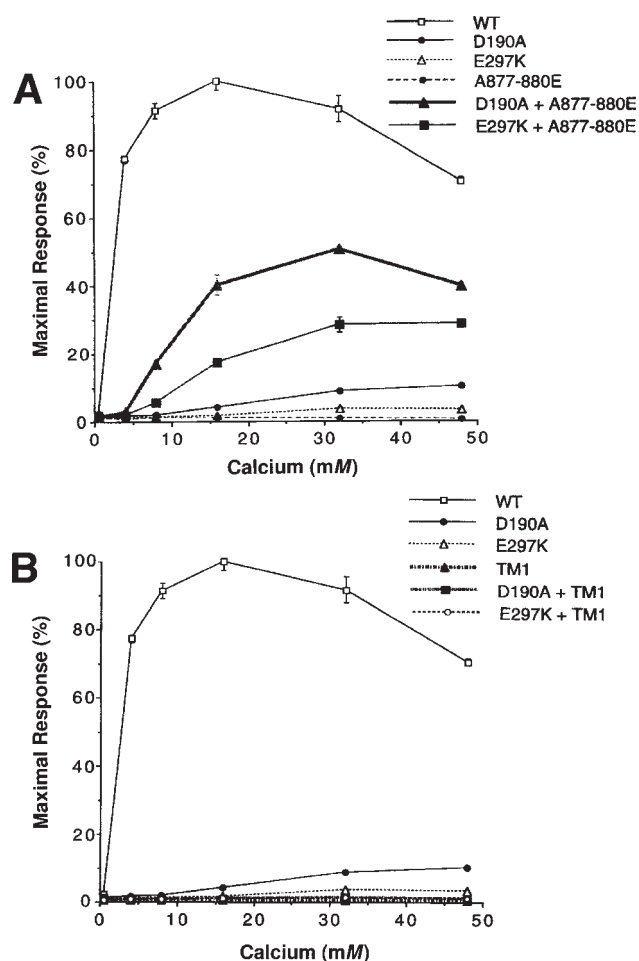 WT
D190A
E297K
A877-880E
D190A + A877-880E
E297K + A877-880E
A
100
80
60
40
20
0
Maximal Response (%)
0 10 20 30 40 50
Calcium (mM)
WT
D190A
E297K
TM1
D190A + TM1
E297K + TM1
B
100
80
60
40
20
0
Maximal Response (%)
0 10 20 30 40 50
Calcium (mM)